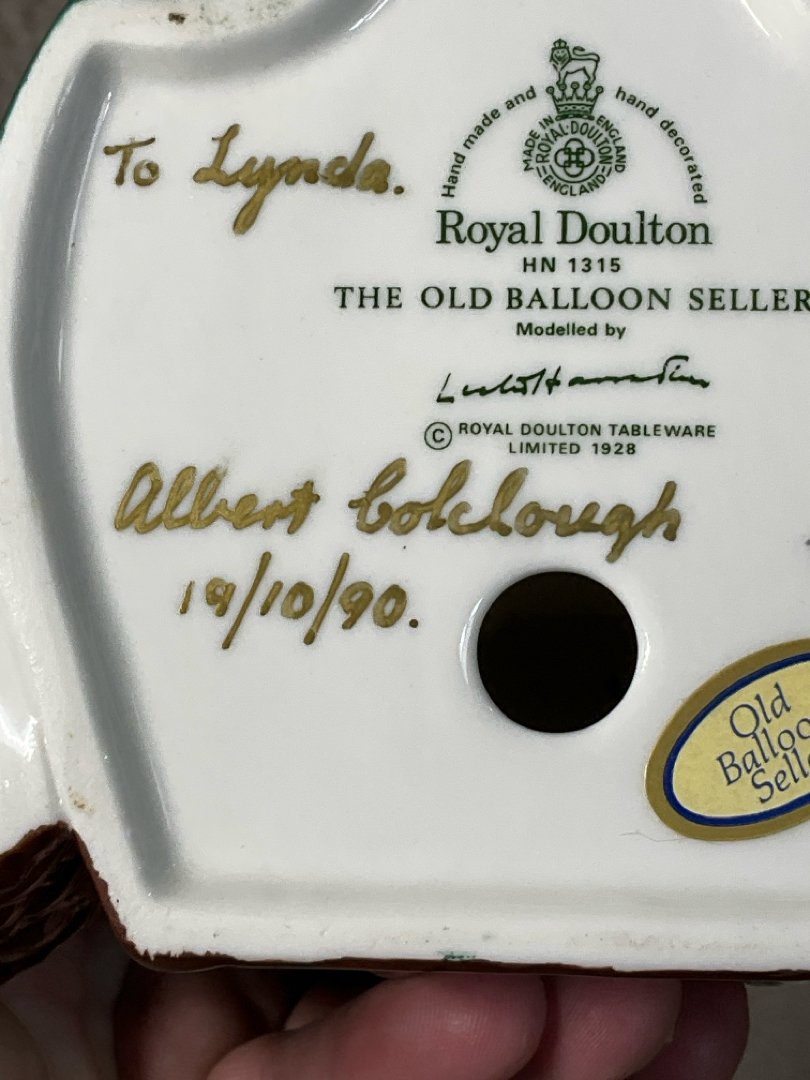 To Lynda.
Hand made and hand decorated
MADE IN ENGLAND
ROYAL·DOULTON
ENGLAND
Royal Doulton
HN 1315
THE OLD BALLOON SELLER
Modelled by
© ROYAL DOULTON TABLEWARE
LIMITED 1928
Albert Colclough
19/10/90.
Old
Balloo
Selle